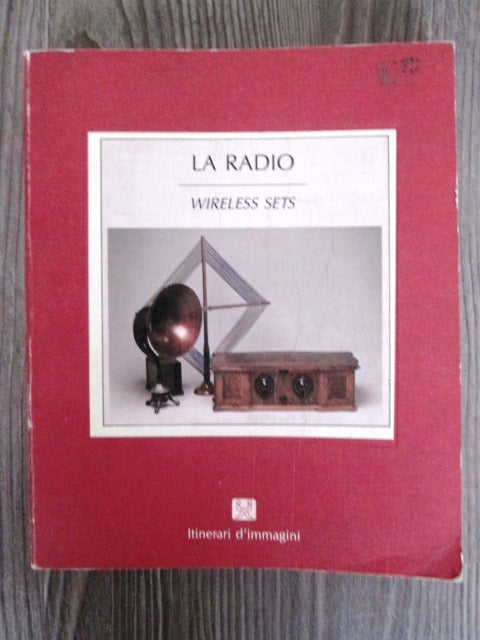 LA RADIO
WIRELESS SETS
Itinerari d'immagini